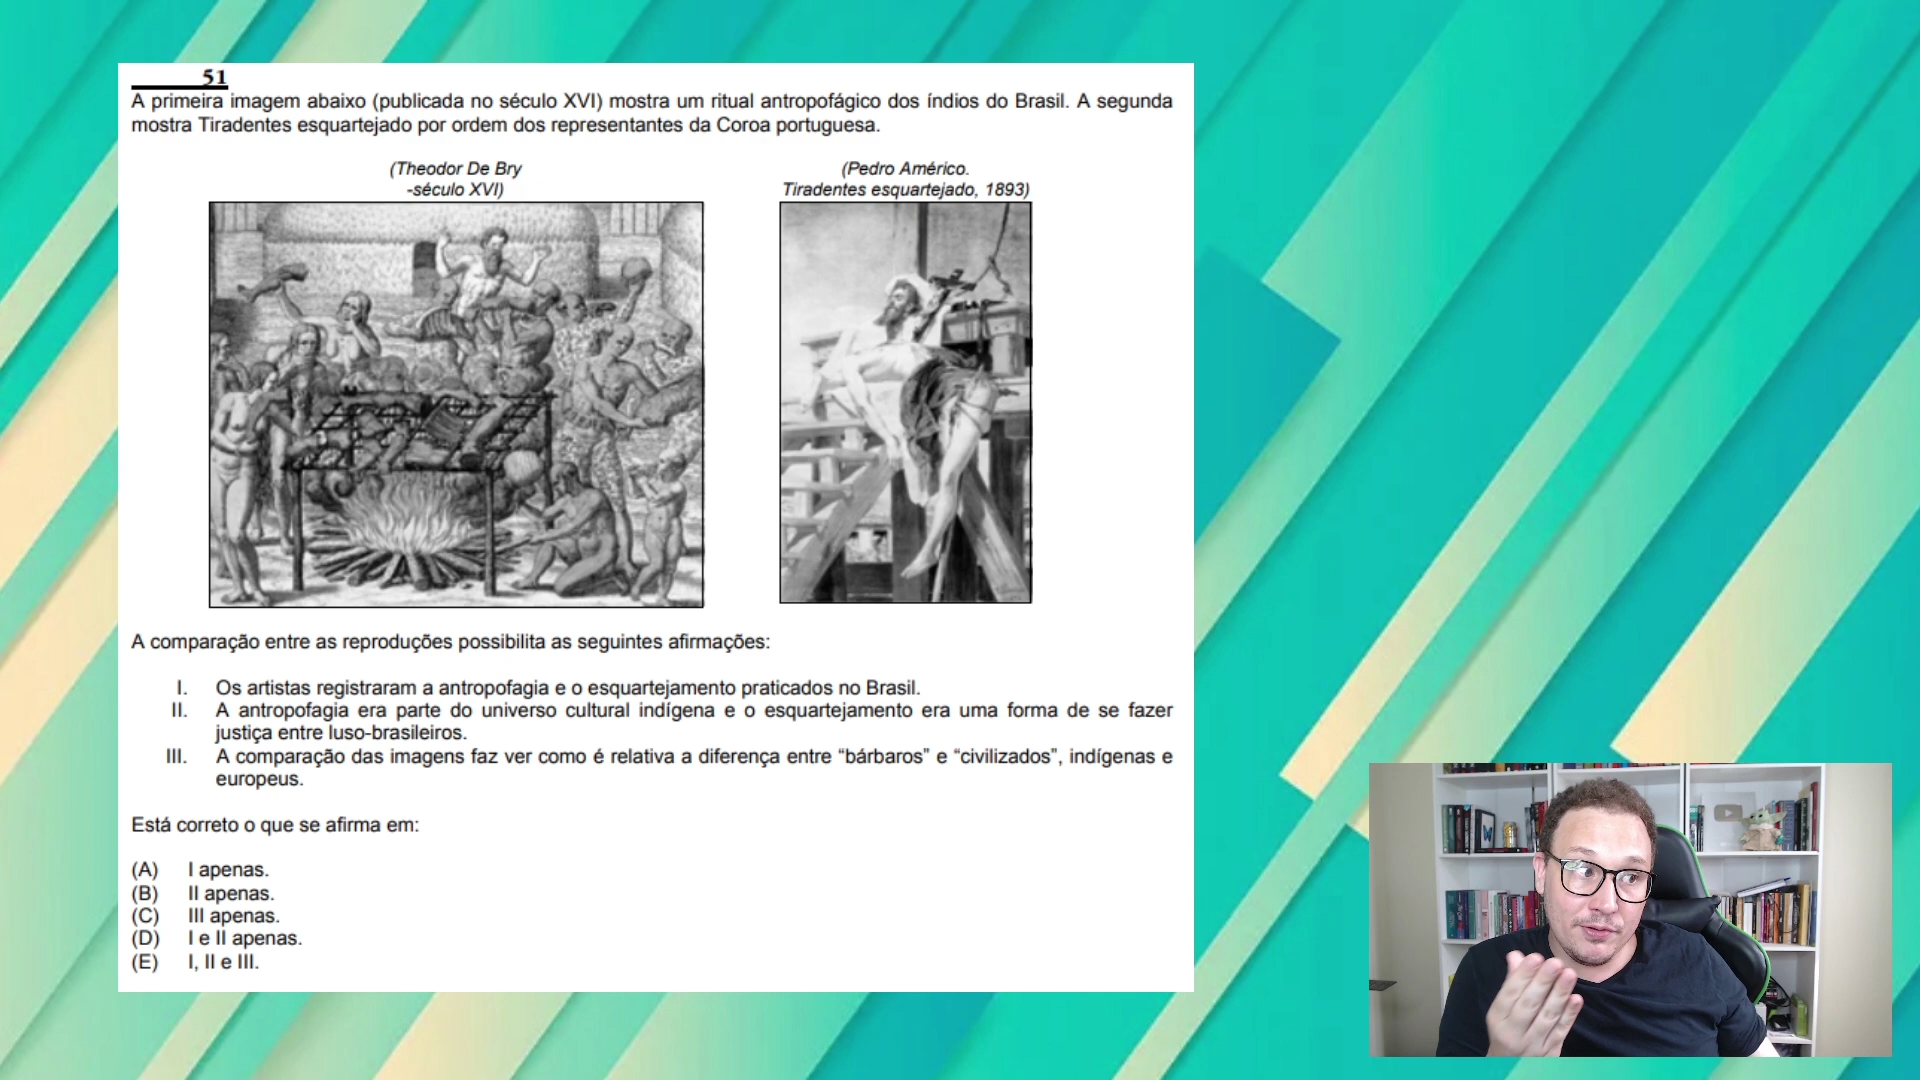 51
A primeira imagem abaixo (publicada no século XVI) mostra um ritual antropofágico dos índios do Brasil. A segunda
mostra Tiradentes esquartejado por ordem dos representantes da Coroa portuguesa.
(Theodor De Bry
-século XVI)
(Pedro Américo.
Tiradentes esquartejado, 1893)
A comparação entre as reproduções possibilita as seguintes afirmações:
I. Os artistas registraram a antropofagia e o esquartejamento praticados no Brasil.
II. A antropofagia era parte do universo cultural indígena e o esquartejamento era uma forma de se fazer
justiça entre luso-brasileiros.
III. A comparação das imagens faz ver como é relativa a diferença entre “bárbaros” e “civilizados”, indígenas e
europeus.
Está correto o que se afirma em:
(A) I apenas.
(B) II apenas.
(C) III apenas.
(D) I e II apenas.
(E) I, II e III.